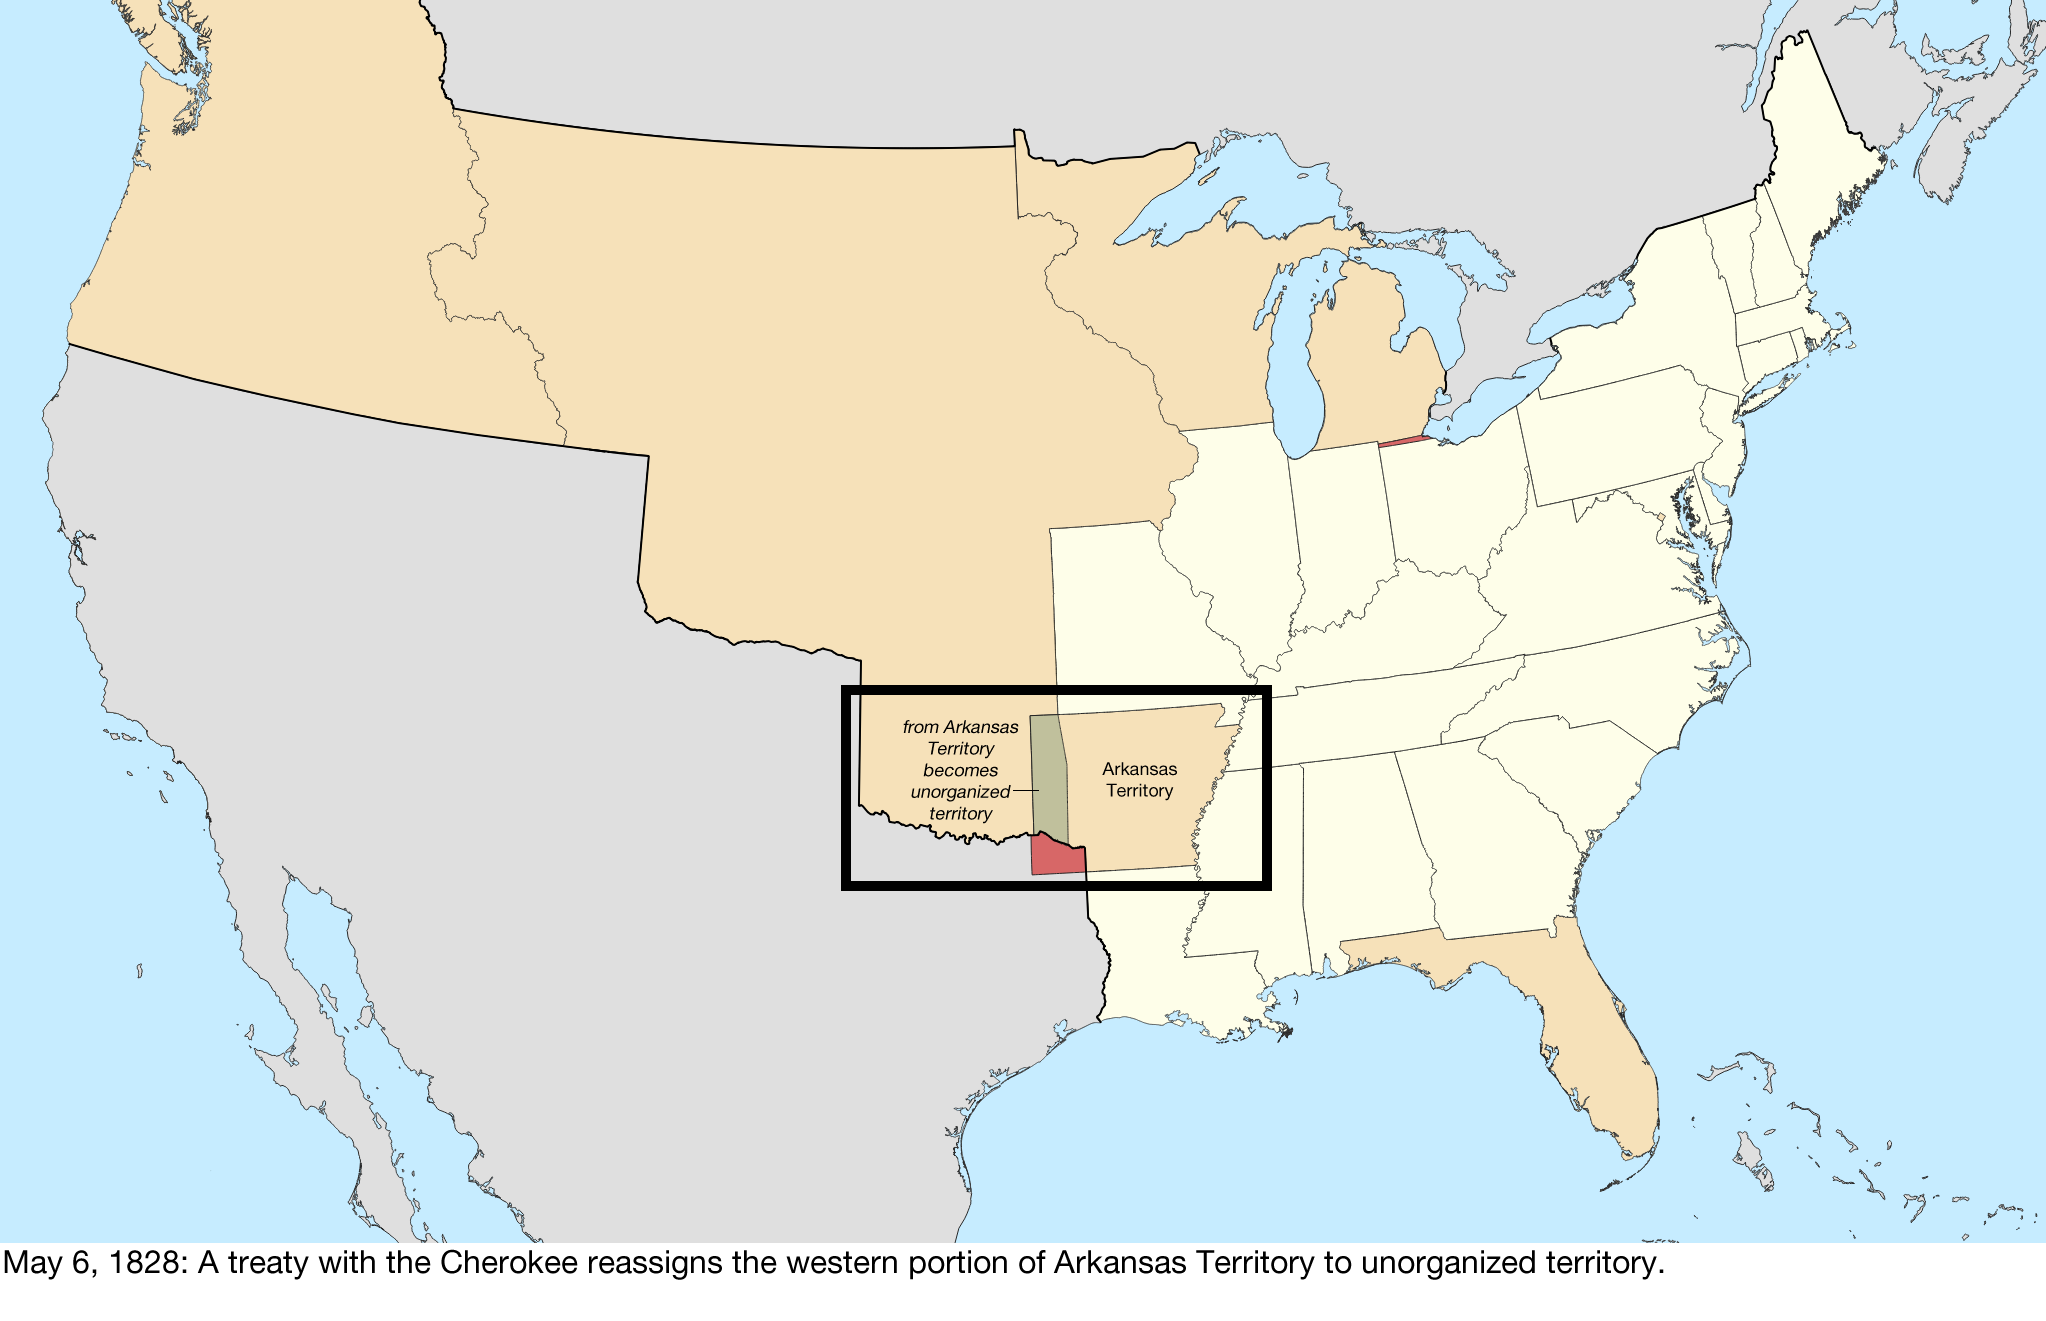 from Arkansas
Territory
becomes
unorganized
territory
Arkansas
Territory
May 6, 1828: A treaty with the Cherokee reassigns the western portion of Arkansas Territory to unorganized territory.